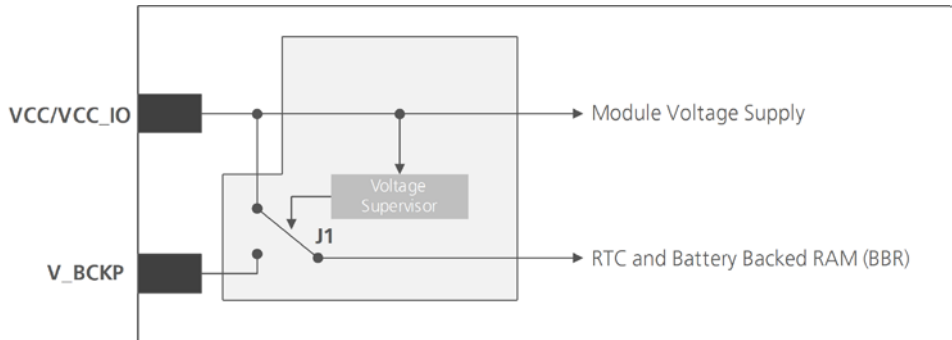 VCC/VCC_IO
Module Voltage Supply
Voltage
Supervisor
J1
V_BCKP
RTC and Battery Backed RAM (BBR)